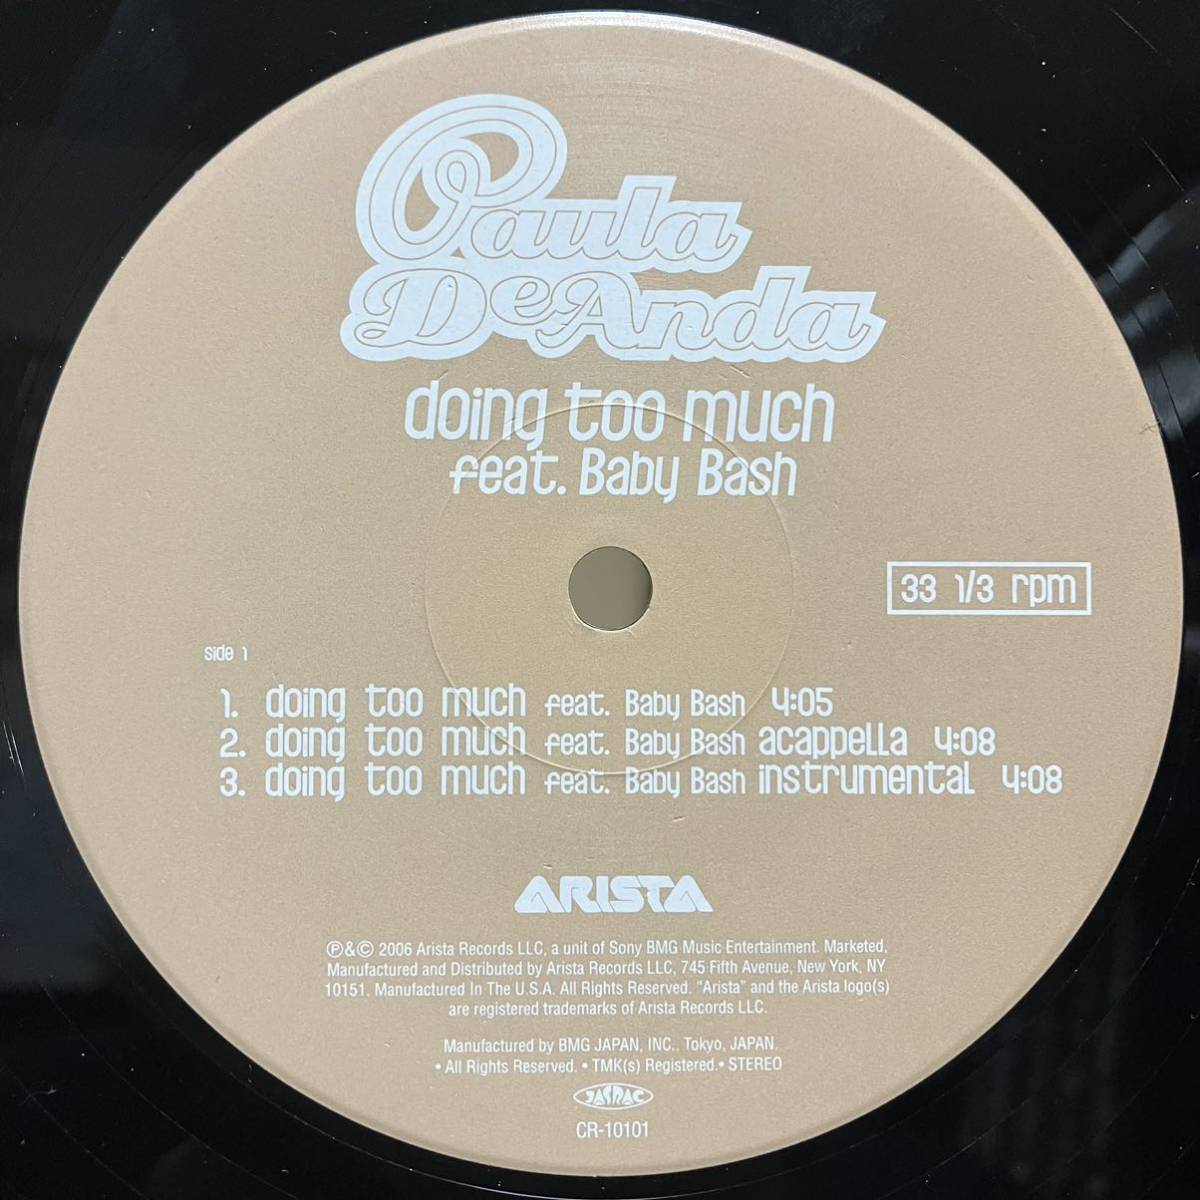 Paula
DeAnda
doing too much
feat. Baby Bash
33 1/3 rpm
side 1
1. doing too much feat. Baby Bash 4:05
2. doing too much feat. Baby Bash acappella 4:08
3. doing too much feat. Baby Bash instrumental 4:08
ARISTA
℗&© 2006 Arista Records LLC, a unit of Sony BMG Music Entertainment. Marketed,
Manufactured and Distributed by Arista Records LLC, 745 Fifth Avenue, New York, NY
10151. Manufactured In The U.S.A. All Rights Reserved. "Arista" and the Arista logo(s)
are registered trademarks of Arista Records LLC.
Manufactured by BMG JAPAN, INC., Tokyo, JAPAN.
• All Rights Reserved. • TMK(s) Registered.• STEREO
JASRAC
CR-10101